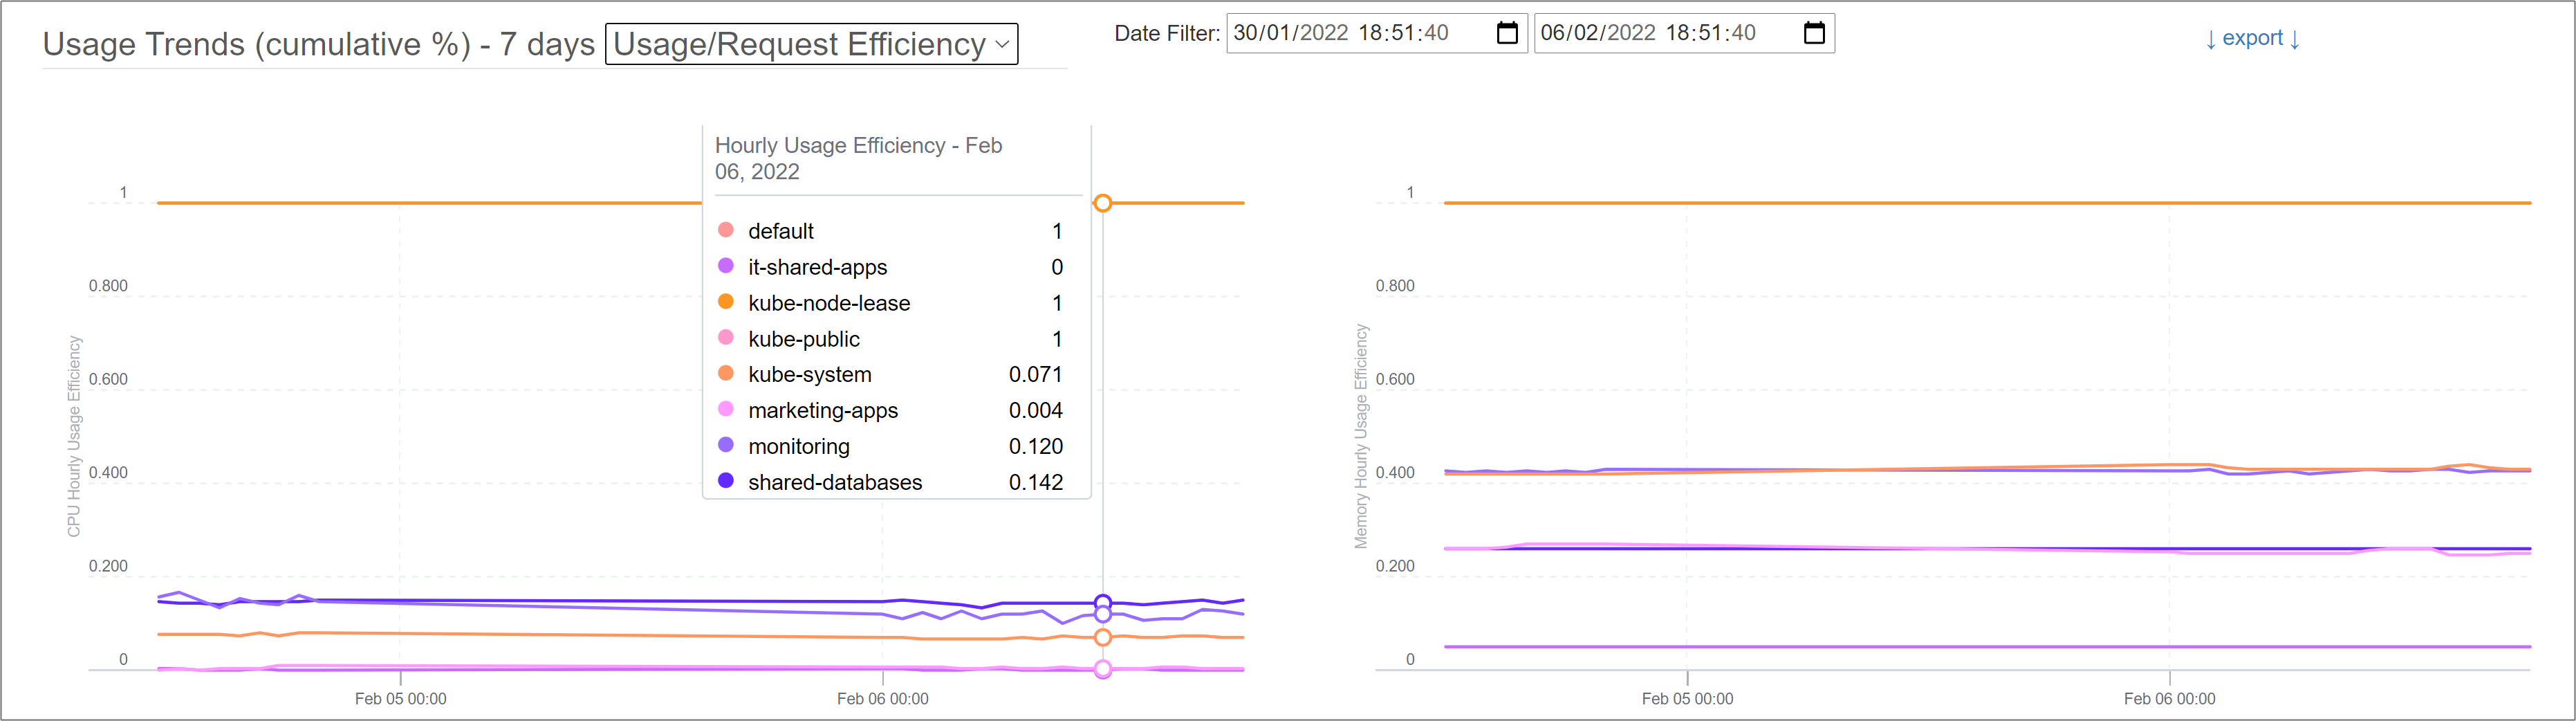 Usage Trends (cumulative %) - 7 days Usage/Request Efficiency
Date Filter: 30/01/2022 18:51:40 06/02/2022 18:51:40
↓ export ↓
Hourly Usage Efficiency - Feb
06, 2022
default 1
it-shared-apps 0
kube-node-lease 1
kube-public 1
kube-system 0.071
marketing-apps 0.004
monitoring 0.120
shared-databases 0.142
CPU Hourly Usage Efficiency
1
0.800
0.600
0.400
0.200
0
Feb 05 00:00
Feb 06 00:00
Memory Hourly Usage Efficiency
1
0.800
0.600
0.400
0.200
0
Feb 05 00:00
Feb 06 00:00